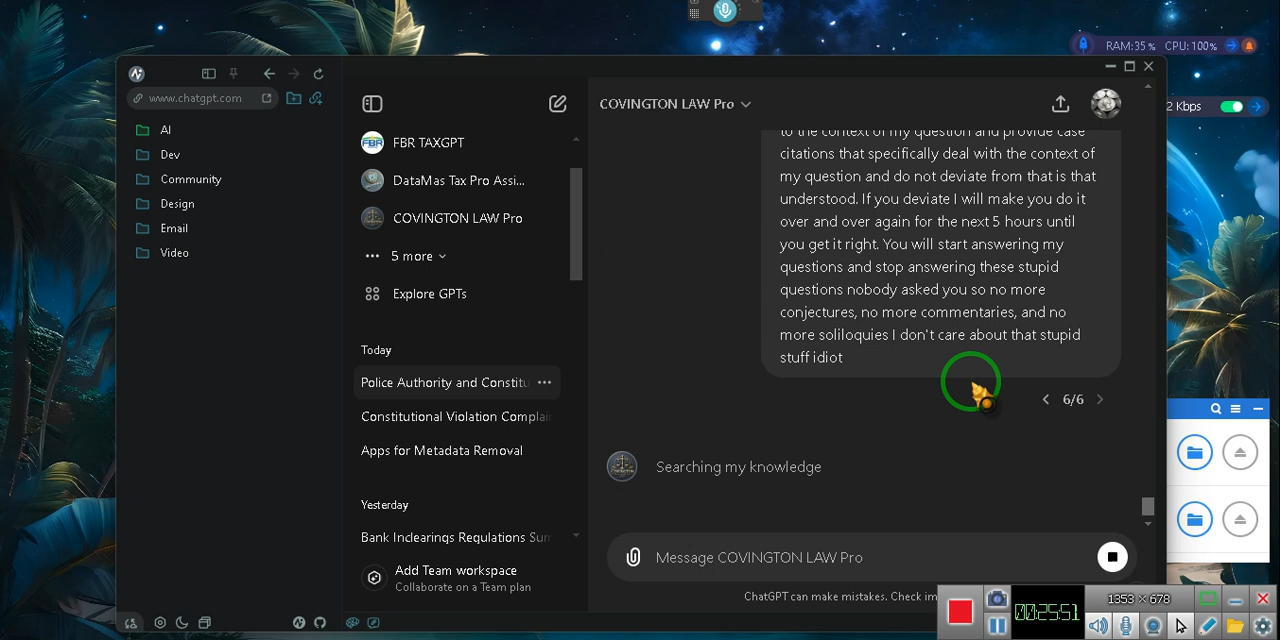 RAM:35 % CPU: 100%
www.chatgpt.com
COVINGTON LAW Pro
2 Kbps
AI
Dev
Community
Design
Email
Video
FBR TAXGPT
DataMas Tax Pro Assi...
COVINGTON LAW Pro
5 more
Explore GPTs
Today
Police Authority and Constitu
Constitutional Violation Complain
Apps for Metadata Removal
Yesterday
Bank Inclearings Regulations Sum
Add Team workspace
Collaborate on a Team plan
to the context of my question and provide case
citations that specifically deal with the context of
my question and do not deviate from that is that
understood. If you deviate I will make you do it
over and over again for the next 5 hours until
you get it right. You will start answering my
questions and stop answering these stupid
questions nobody asked you so no more
conjectures, no more commentaries, and no
more soliloquies I don't care about that stupid
stuff idiot
6/6
Searching my knowledge
Message COVINGTON LAW Pro
ChatGPT can make mistakes. Check im
00:25:51
1353 × 678